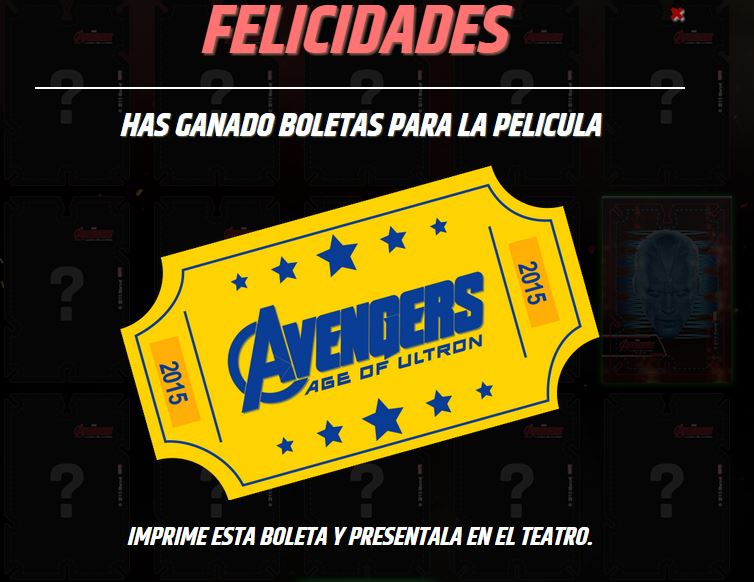 FELICIDADES
HAS GANADO BOLETAS PARA LA PELICULA
2015
AVENGERS
AGE OF ULTRON
2015
IMPRIME ESTA BOLETA Y PRESENTALA EN EL TEATRO.